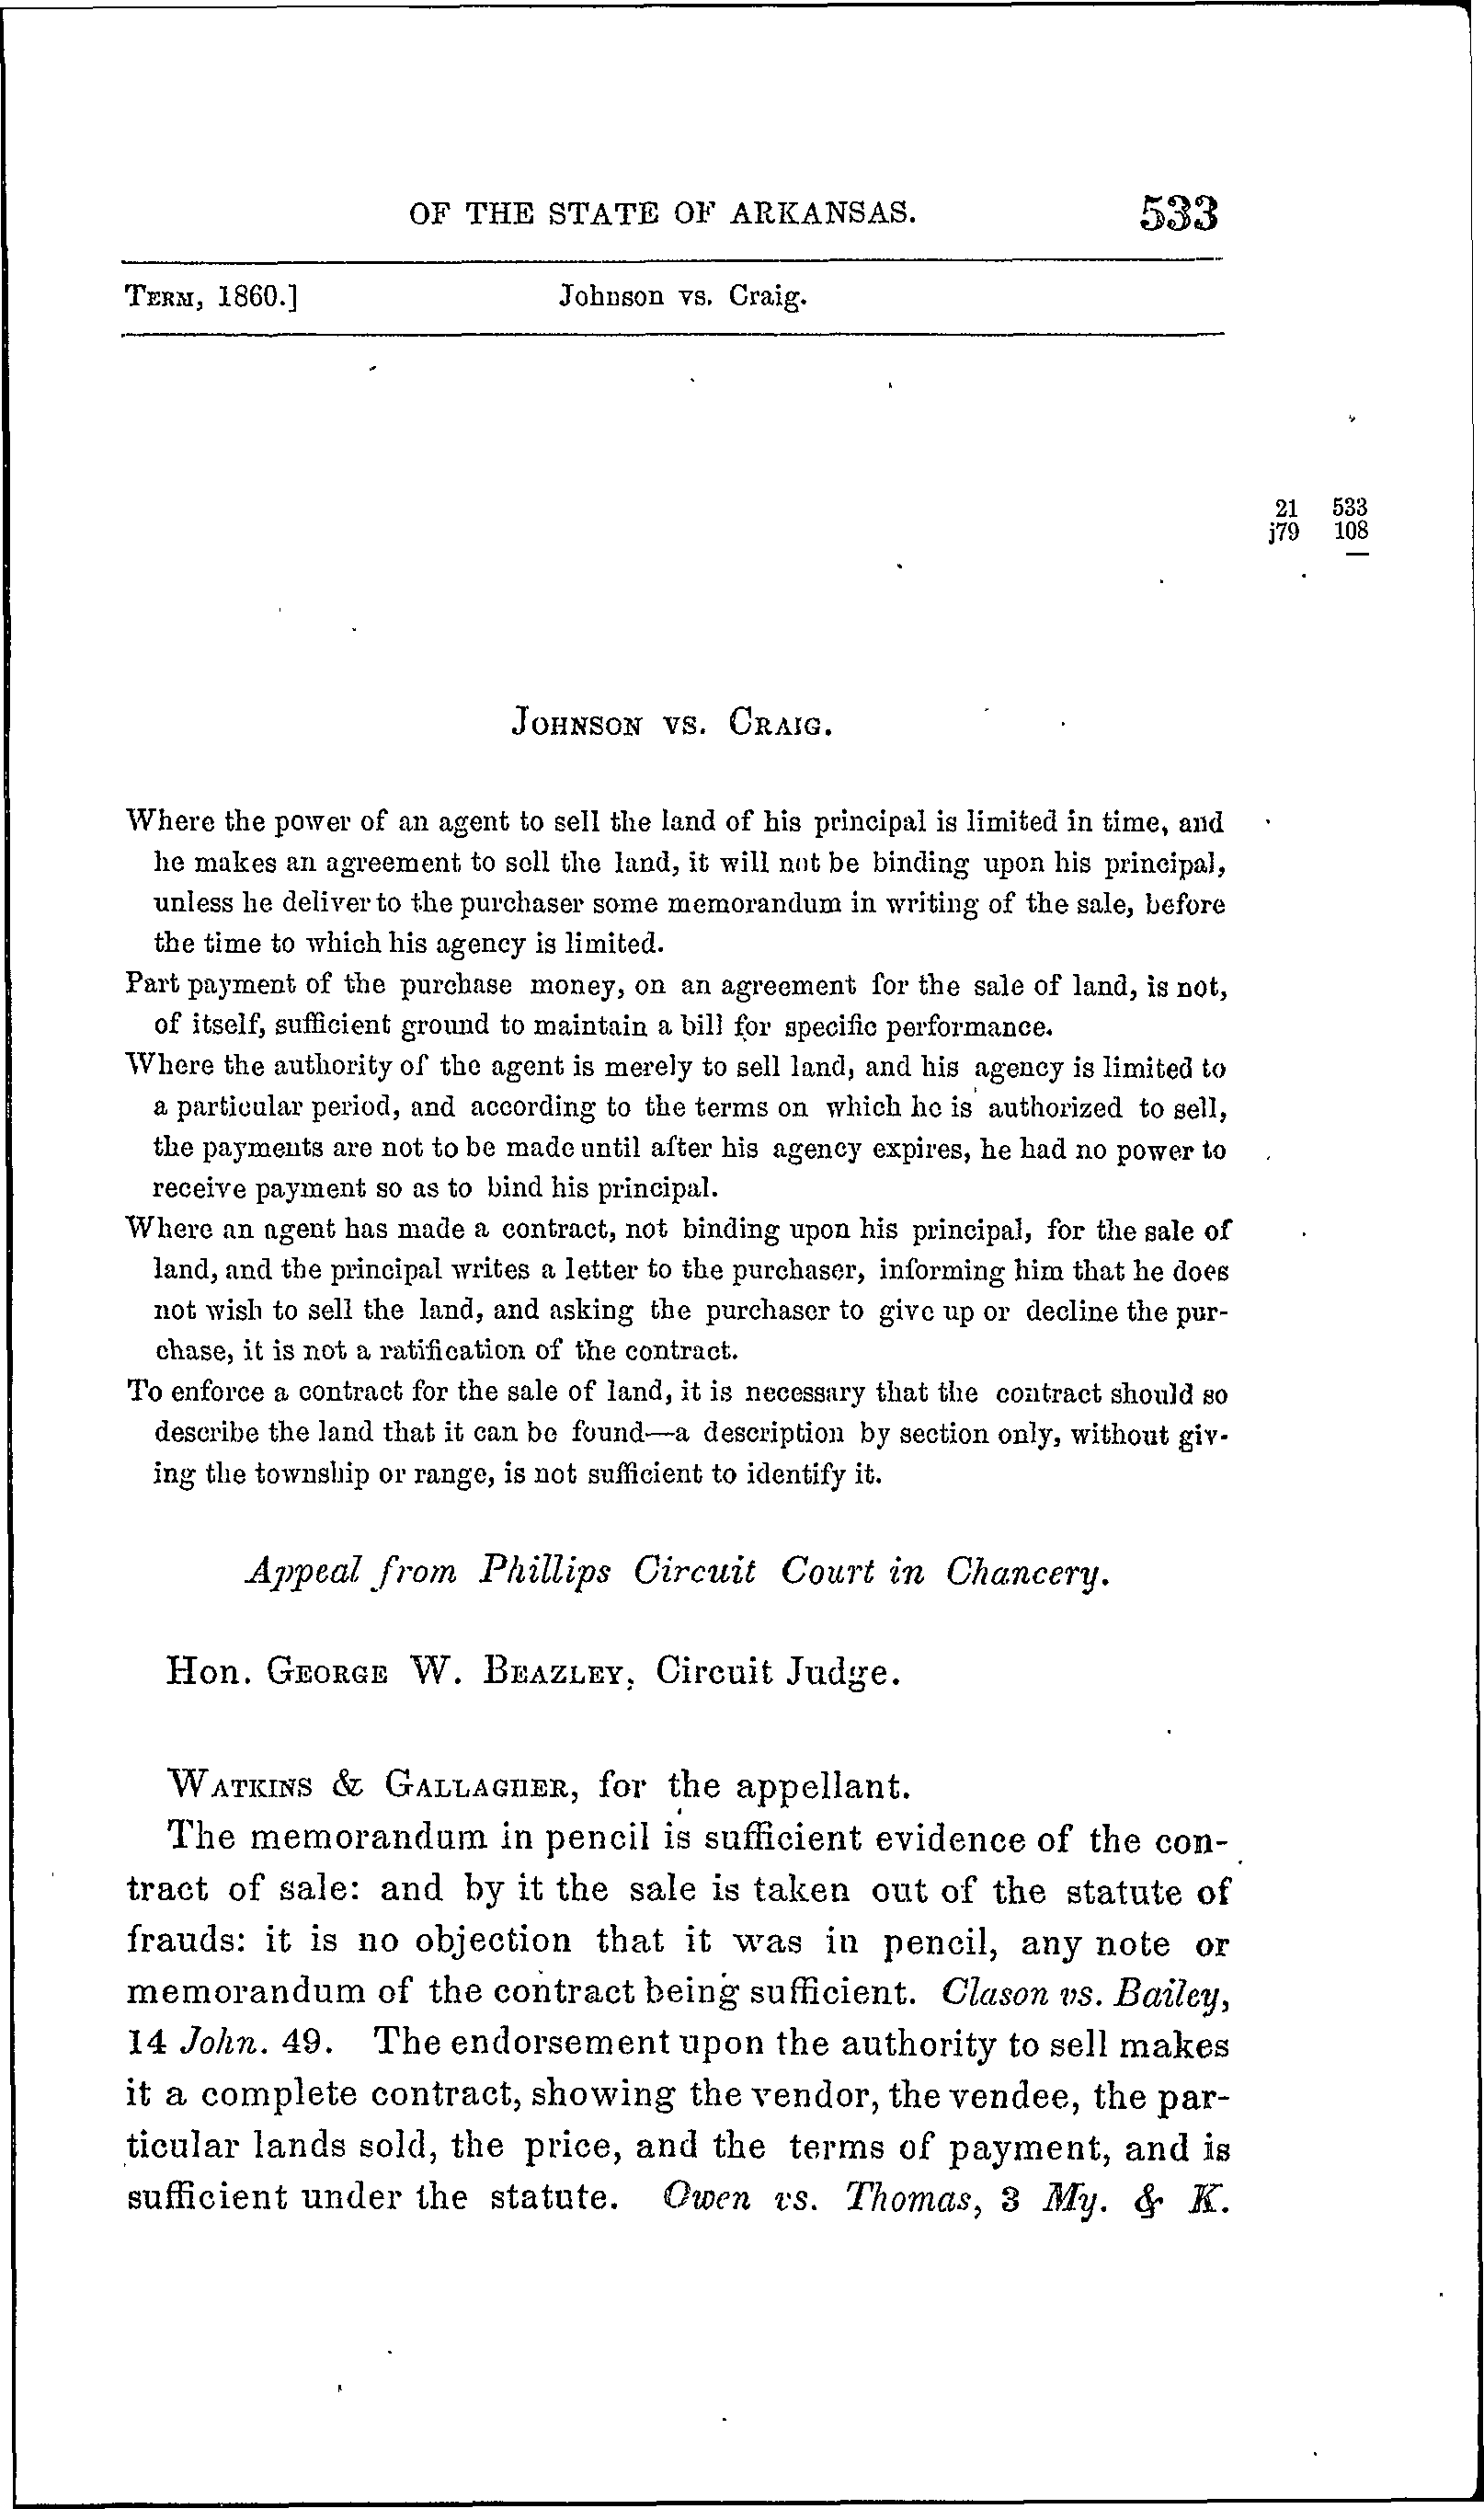 OF THE STATE OF ARKANSAS. 533
TERM, 1860.] Johnson vs. Craig.
21 533
j79 108
JOHNSON vs. CRAIG.
Where the power of an agent to sell the land of his principal is limited in time, and
he makes an agreement to sell the land, it will not be binding upon his principal,
unless he deliver to the purchaser some memorandum in writing of the sale, before
the time to which his agency is limited.
Part payment of the purchase money, on an agreement for the sale of land, is not,
of itself, sufficient ground to maintain a bill for specific performance.
Where the authority of the agent is merely to sell land, and his agency is limited to
a particular period, and according to the terms on which he is authorized to sell,
the payments are not to be made until after his agency expires, he had no power to
receive payment so as to bind his principal.
Where an agent has made a contract, not binding upon his principal, for the sale of
land, and the principal writes a letter to the purchaser, informing him that he does
not wish to sell the land, and asking the purchaser to give up or decline the pur-
chase, it is not a ratification of the contract.
To enforce a contract for the sale of land, it is necessary that the contract should so
describe the land that it can be found—a description by section only, without giv-
ing the township or range, is not sufficient to identify it.
Appeal from Phillips Circuit Court in Chancery.
Hon. GEORGE W. BEAZLEY, Circuit Judge.
WATKINS & GALLAGHER, for the appellant.
The memorandum in pencil is sufficient evidence of the con-
tract of sale: and by it the sale is taken out of the statute of
frauds: it is no objection that it was in pencil, any note or
memorandum of the contract being sufficient. Clason vs. Bailey,
14 John. 49. The endorsement upon the authority to sell makes
it a complete contract, showing the vendor, the vendee, the par-
ticular lands sold, the price, and the terms of payment, and is
sufficient under the statute. Owen vs. Thomas, 3 My. & K.